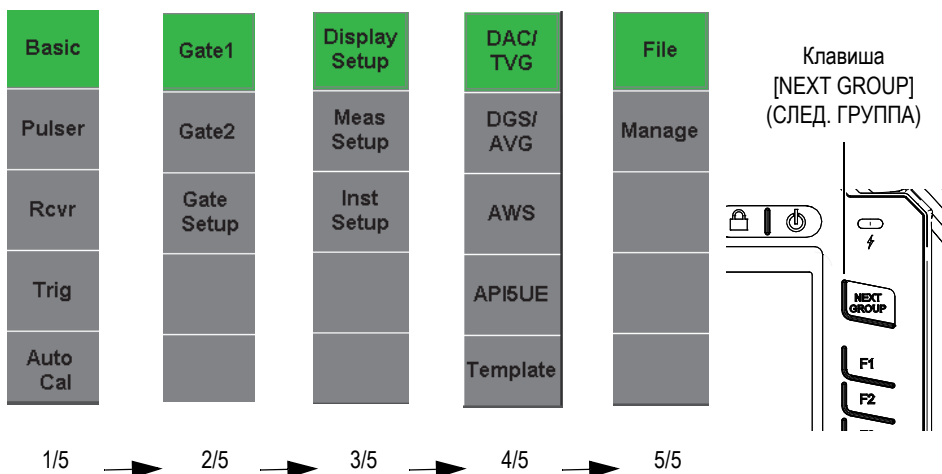 Basic
Pulser
Rcvr
Trig
Auto
Cal
Gate1
Gate2
Gate
Setup
Display
Setup
Meas
Setup
Inst
Setup
DAC/
TVG
DGS/
AVG
AWS
API5UE
Template
File
Manage
Клавиша
[NEXT GROUP]
(СЛЕД. ГРУППА)
NEXT
GROUP
F1
F2
1/5
2/5
3/5
4/5
5/5